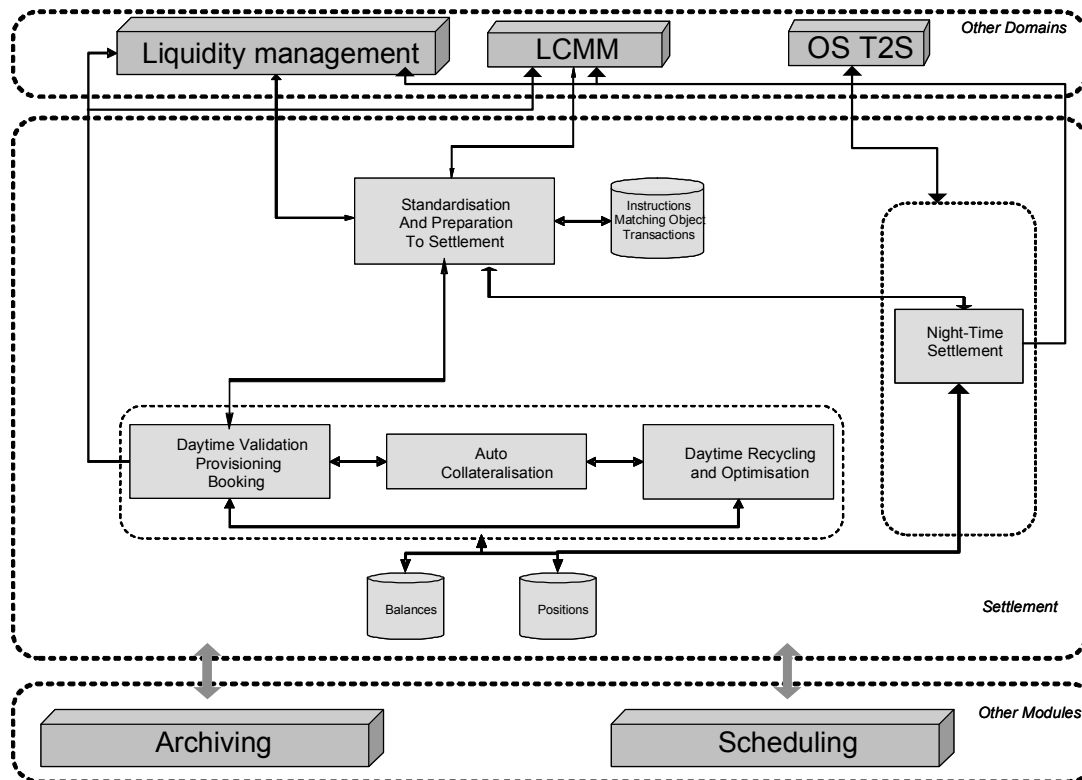 Other Domains
Liquidity management
LCMM
OS T2S
Standardisation
And Preparation
To Settlement
Instructions
Matching Object
Transactions
Night-Time
Settlement
Daytime Validation
Provisioning
Booking
Auto
Collateralisation
Daytime Recycling
and Optimisation
Balances
Positions
Settlement
Other Modules
Archiving
Scheduling